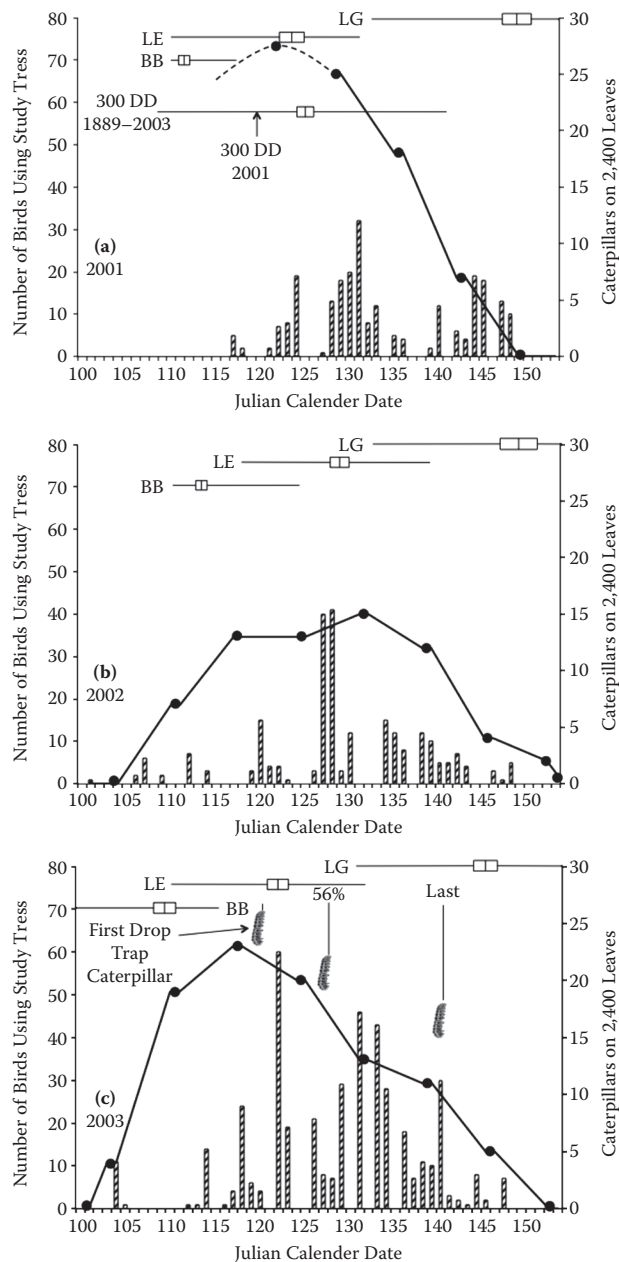 80
70
60
50
40
30
20
10
0
Number of Birds Using Study Tress
LG
LE
BB
300 DD
1889–2003
300 DD
2001
(a)
2001
30
25
20
15
10
5
0
Caterpillars on 2,400 Leaves
100 105 110 115 120 125 130 135 140 145 150
Julian Calender Date
80
70
60
50
40
30
20
10
0
Number of Birds Using Study Tress
LG
LE
BB
(b)
2002
30
25
20
15
10
5
0
Caterpillars on 2,400 Leaves
100 105 110 115 120 125 130 135 140 145 150
Julian Calender Date
80
70
60
50
40
30
20
10
0
Number of Birds Using Study Tress
LG
LE
56%
Last
BB
First Drop
Trap
Caterpillar
(c)
2003
30
25
20
15
10
5
0
Caterpillars on 2,400 Leaves
100 105 110 115 120 125 130 135 140 145 150
Julian Calender Date